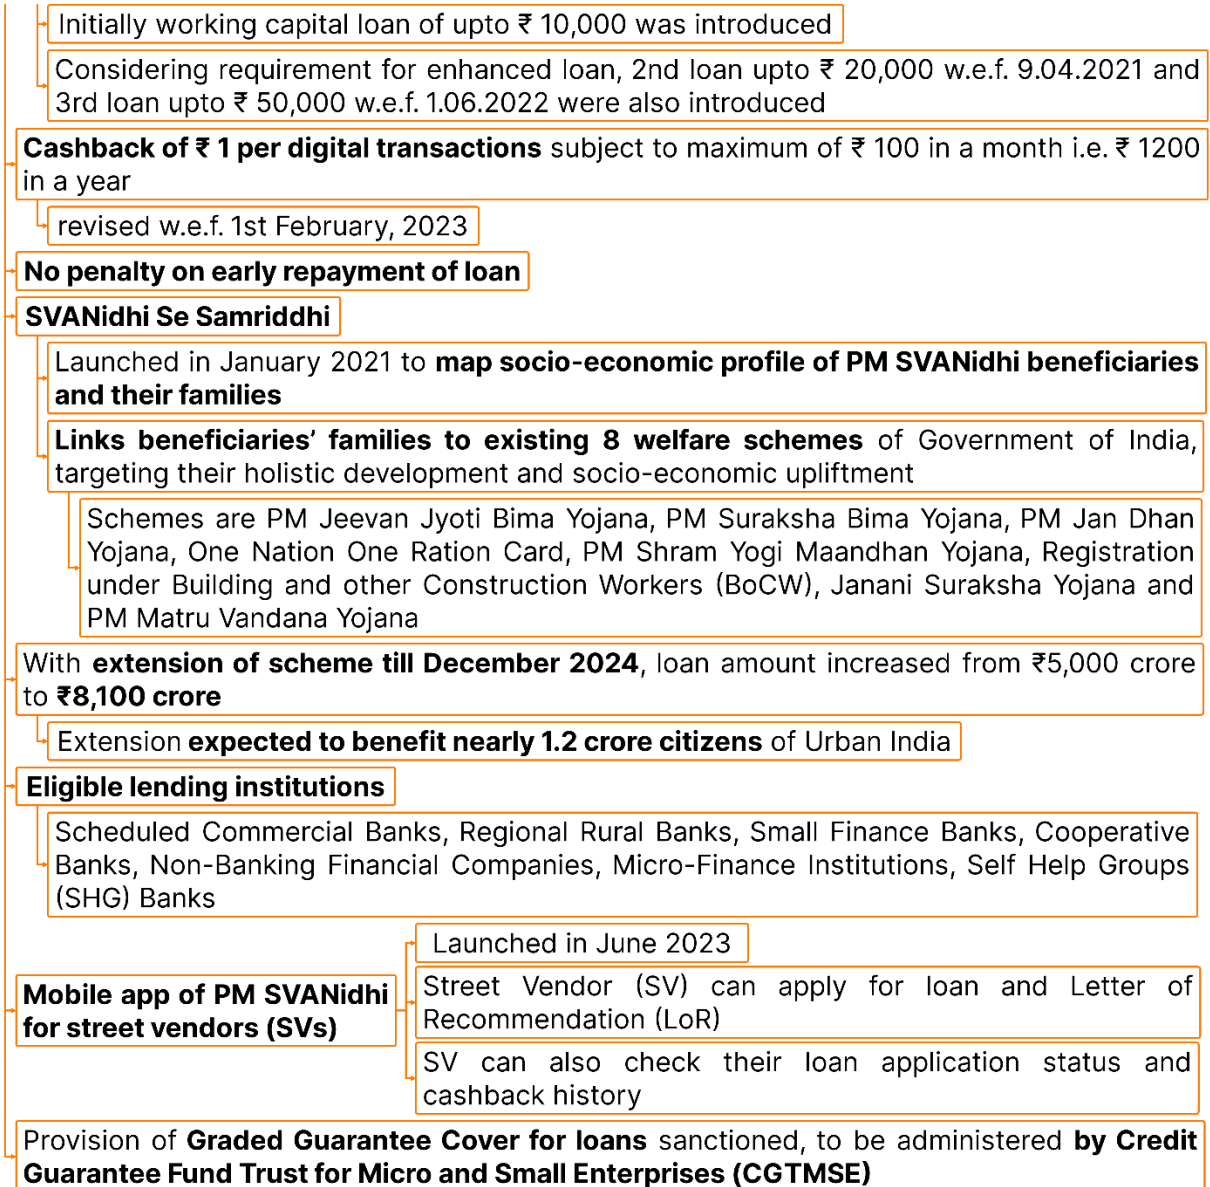 Initially working capital loan of upto ₹ 10,000 was introduced
Considering requirement for enhanced loan, 2nd loan upto ₹ 20,000 w.e.f. 9.04.2021 and
3rd loan upto ₹ 50,000 w.e.f. 1.06.2022 were also introduced
Cashback of ₹ 1 per digital transactions subject to maximum of ₹ 100 in a month i.e. ₹ 1200
in a year
revised w.e.f. 1st February, 2023
No penalty on early repayment of loan
SVANidhi Se Samriddhi
Launched in January 2021 to map socio-economic profile of PM SVANidhi beneficiaries
and their families
Links beneficiaries’ families to existing 8 welfare schemes of Government of India,
targeting their holistic development and socio-economic upliftment
Schemes are PM Jeevan Jyoti Bima Yojana, PM Suraksha Bima Yojana, PM Jan Dhan
Yojana, One Nation One Ration Card, PM Shram Yogi Maandhan Yojana, Registration
under Building and other Construction Workers (BoCW), Janani Suraksha Yojana and
PM Matru Vandana Yojana
With extension of scheme till December 2024, loan amount increased from ₹5,000 crore
to ₹8,100 crore
Extension expected to benefit nearly 1.2 crore citizens of Urban India
Eligible lending institutions
Scheduled Commercial Banks, Regional Rural Banks, Small Finance Banks, Cooperative
Banks, Non-Banking Financial Companies, Micro-Finance Institutions, Self Help Groups
(SHG) Banks
Mobile app of PM SVANidhi
for street vendors (SVs)
Launched in June 2023
Street Vendor (SV) can apply for loan and Letter of
Recommendation (LoR)
SV can also check their loan application status and
cashback history
Provision of Graded Guarantee Cover for loans sanctioned, to be administered by Credit
Guarantee Fund Trust for Micro and Small Enterprises (CGTMSE)